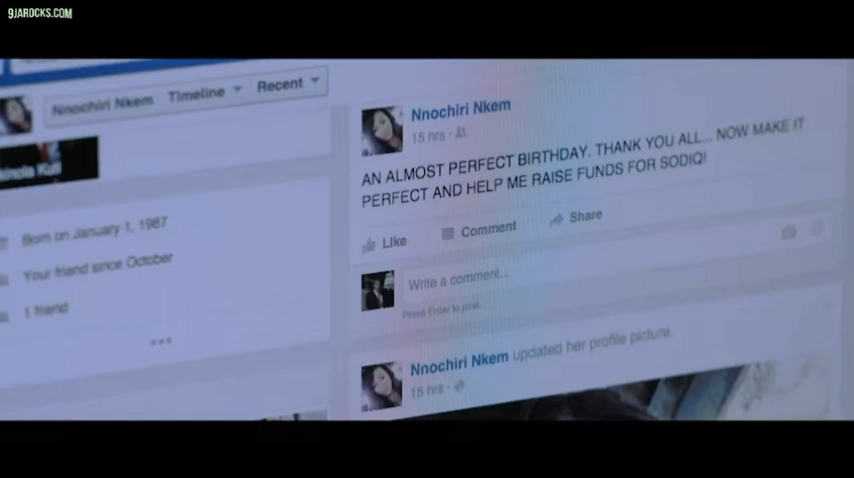 9JAROCKS.COM
Nnochiri Nkem Timeline Recent
Nnochiri Nkem
15 hrs
AN ALMOST PERFECT BIRTHDAY. THANK YOU ALL... NOW MAKE IT
PERFECT AND HELP ME RAISE FUNDS FOR SODIQ!
Like Comment Share
Write a comment...
Press Enter to post.
Nnochiri Nkem updated her profile picture.
15 hrs
Born on January 1, 1987
Your friend since October
1 friend